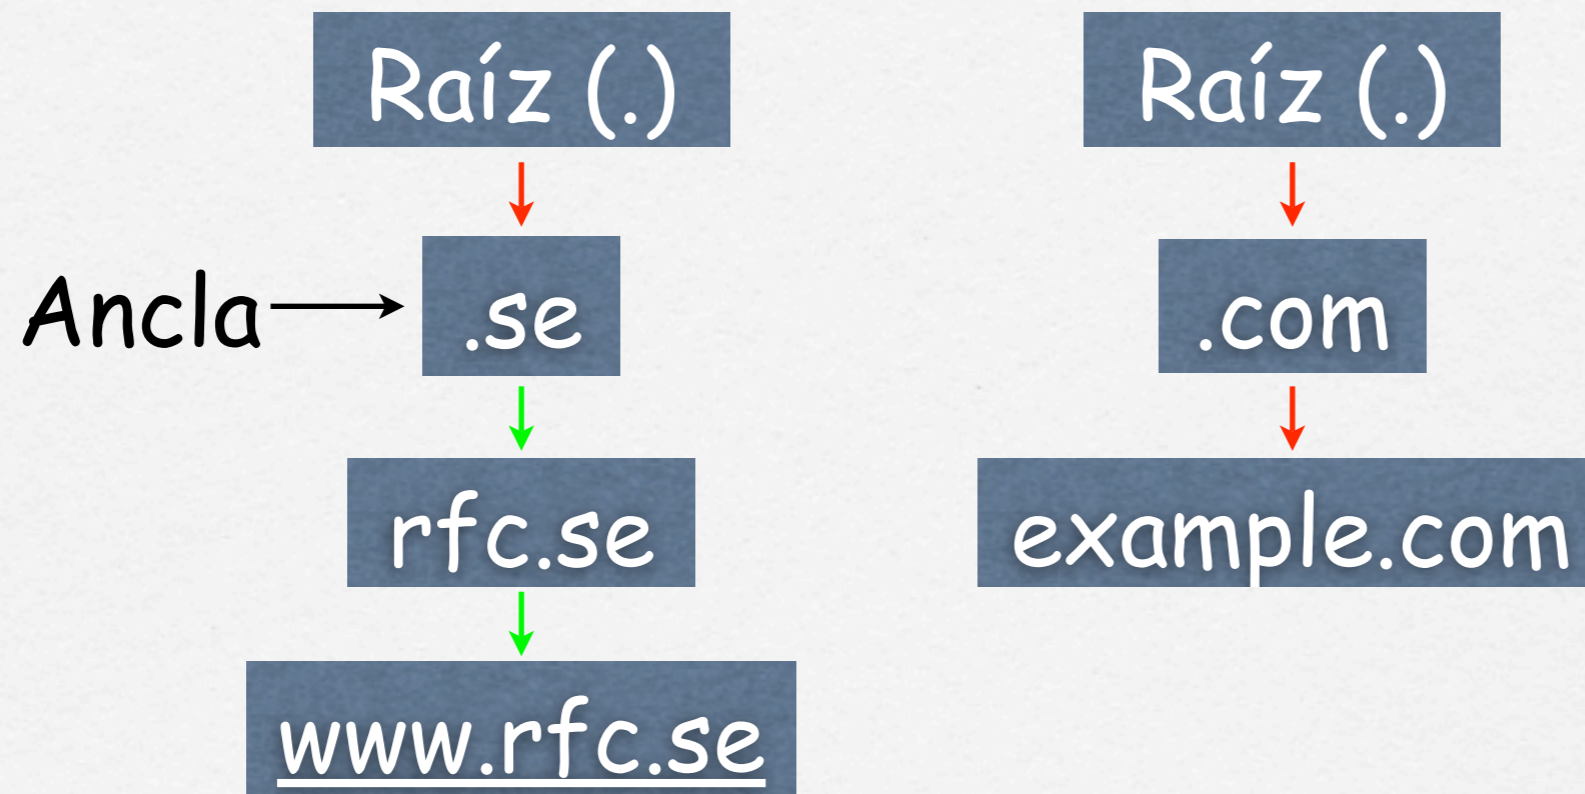 Raíz (.)
Raíz (.)
Ancla
.se
.com
rfc.se
example.com
www.rfc.se